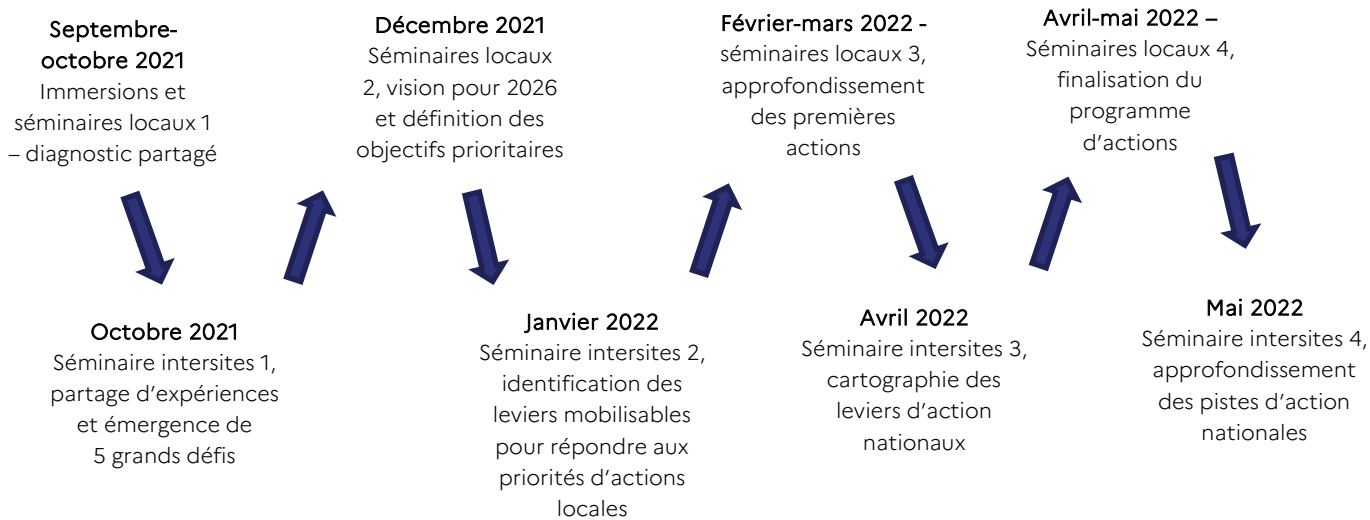 Septembre-
octobre 2021
Immersions et
séminaires locaux 1
– diagnostic partagé
Octobre 2021
Séminaire intersites 1,
partage d’expériences
et émergence de
5 grands défis
Décembre 2021
Séminaires locaux
2, vision pour 2026
et définition des
objectifs prioritaires
Janvier 2022
Séminaire intersites 2,
identification des
leviers mobilisables
pour répondre aux
priorités d’actions
locales
Février-mars 2022 -
séminaires locaux 3,
approfondissement
des premières
actions
Avril 2022
Séminaire intersites 3,
cartographie des
leviers d’action
nationaux
Avril-mai 2022 –
Séminaires locaux 4,
finalisation du
programme
d’actions
Mai 2022
Séminaire intersites 4,
approfondissement
des pistes d’action
nationales